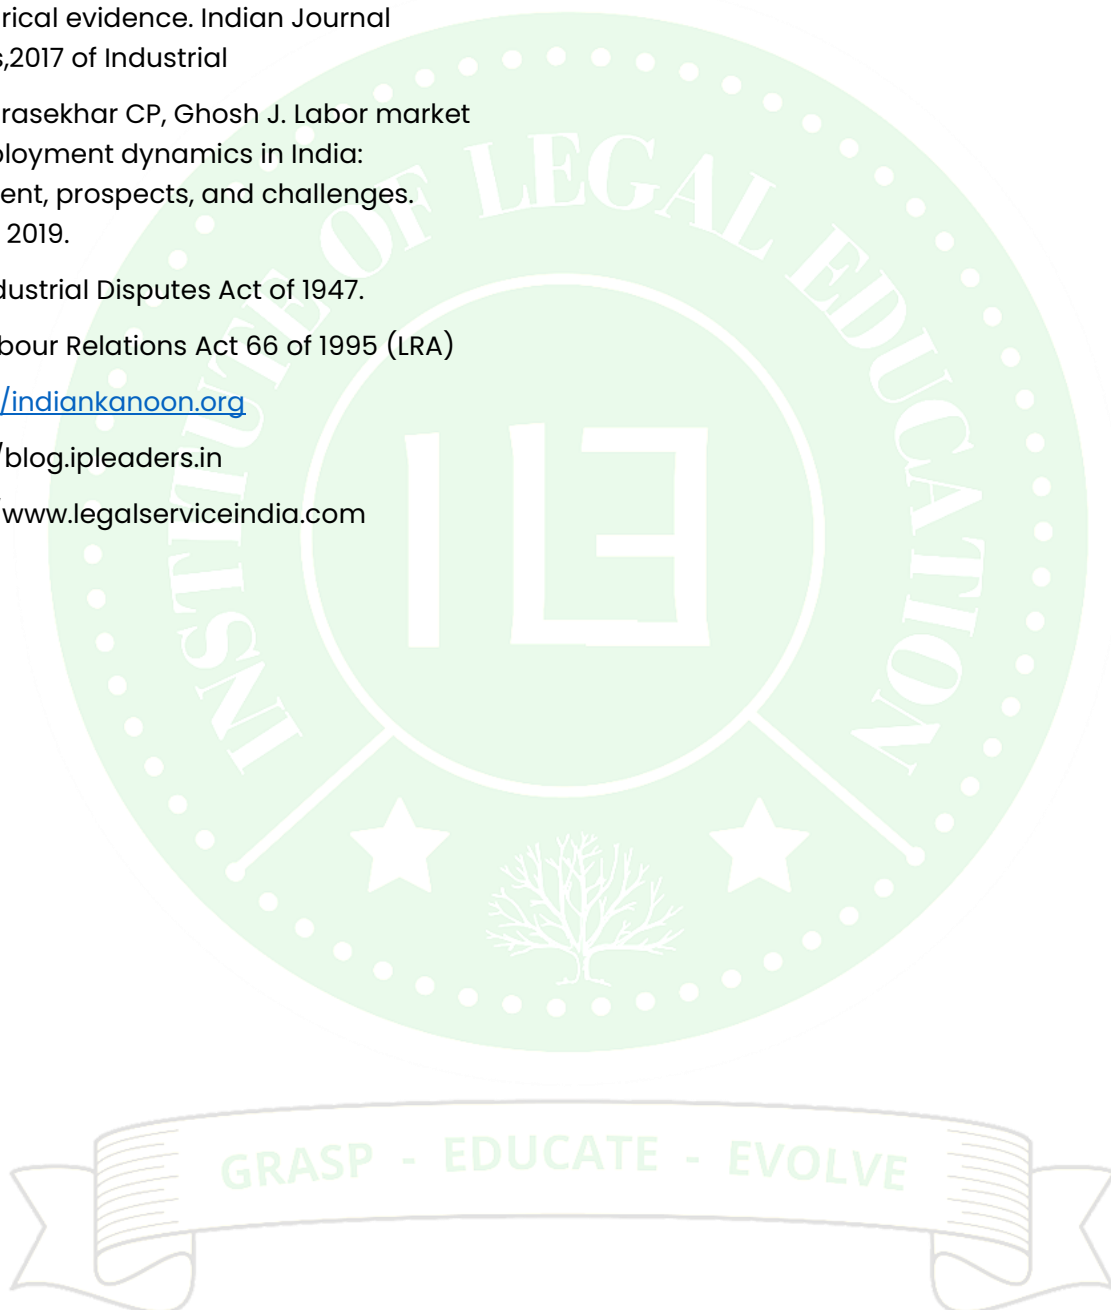 rical evidence. Indian Journal
s,2017 of Industrial
rasekhar CP, Ghosh J. Labor market
ployment dynamics in India:
ent, prospects, and challenges.
2019.
dustrial Disputes Act of 1947.
bour Relations Act 66 of 1995 (LRA)
/indiankanoon.org
/blog.ipleaders.in
/www.legalserviceindia.com
INSTITUTE OF LEGAL EDUCATION
ILE
GRASP - EDUCATE - EVOLVE